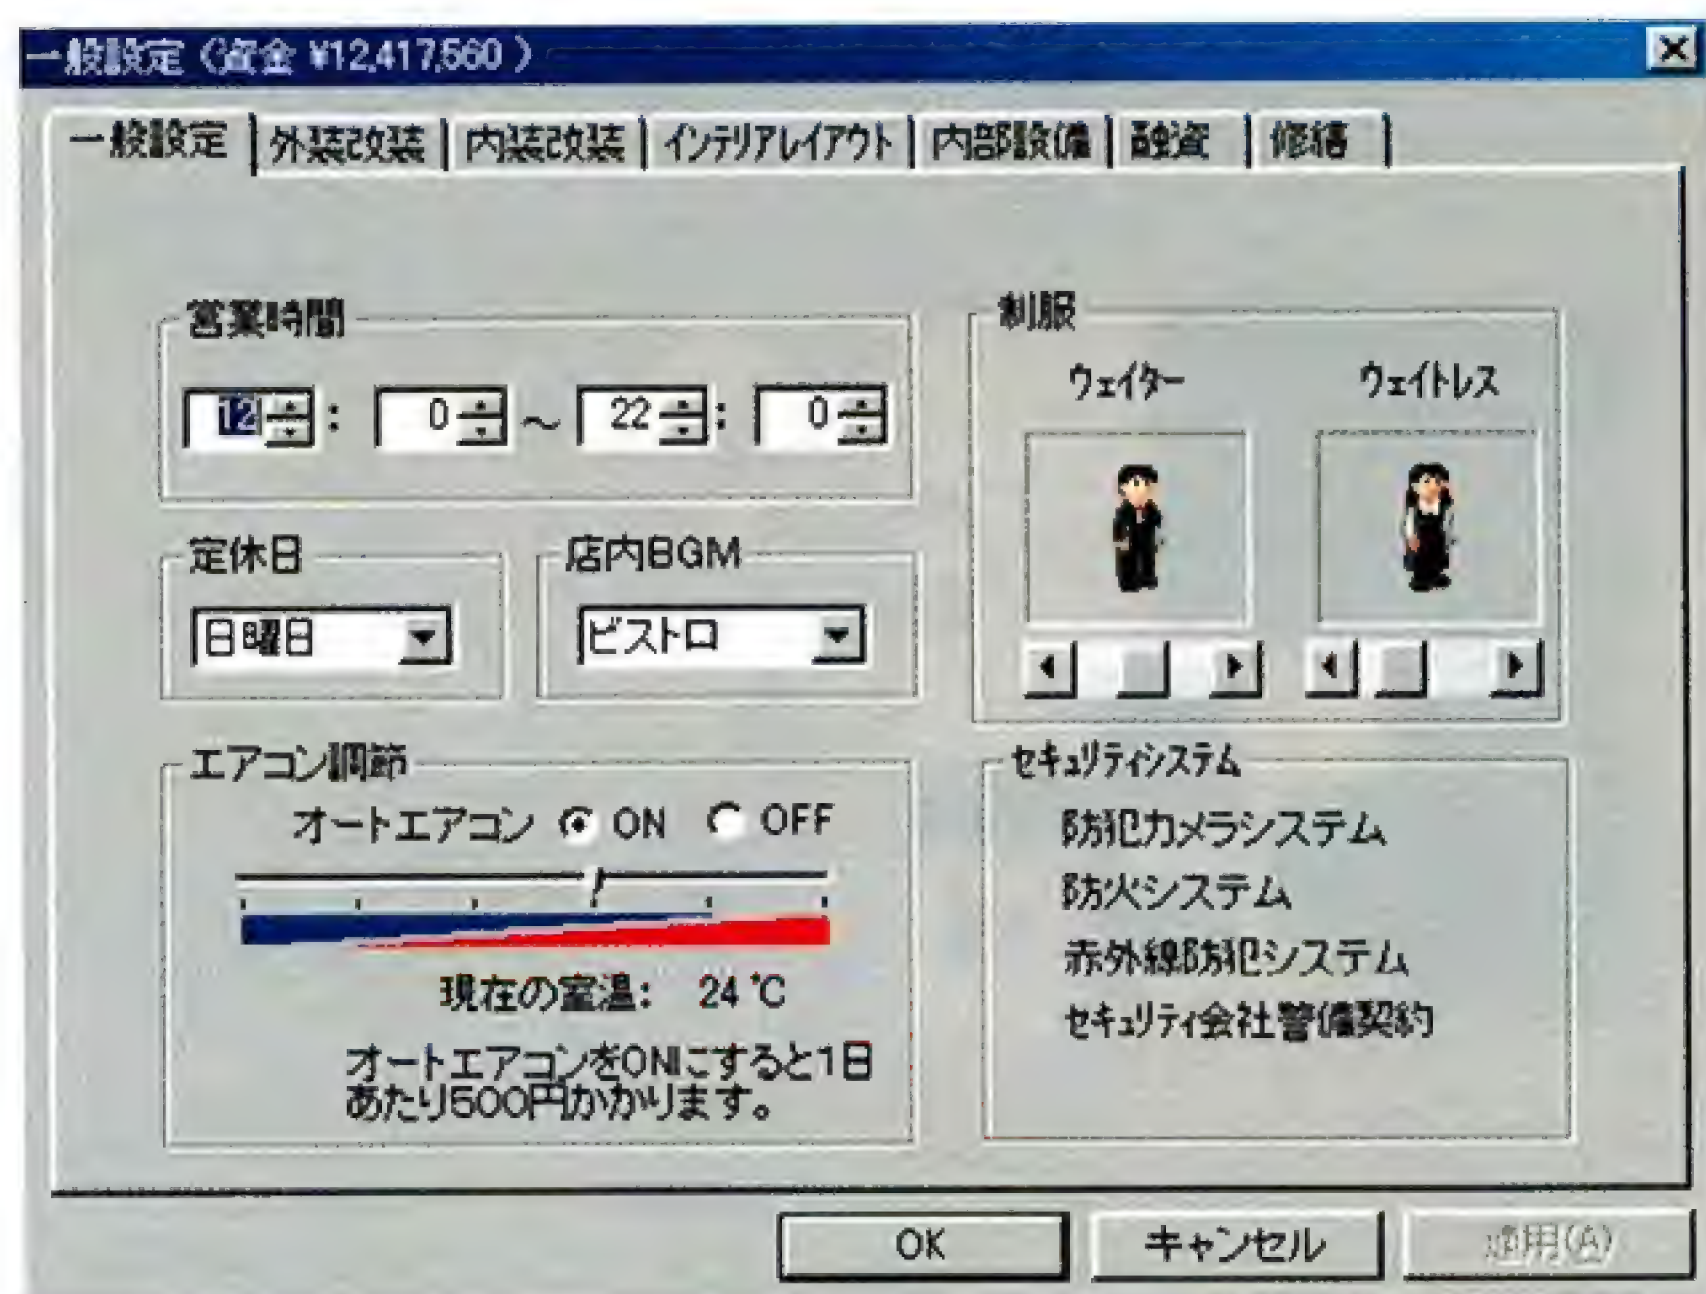 一般設定（資金 ¥12,417,560）
一般設定 外装改装 内装改装 インテリアレイアウト 内部設備 融資 修繕
営業時間
12 : 0 ～ 22 : 0
制服
ウェイター ウェイトレス
定休日
日曜日
店内BGM
ビストロ
エアコン調節
オートエアコン ON OFF
現在の室温： 24℃
オートエアコンをONにすると1日
あたり500円かかります。
セキュリティシステム
防犯カメラシステム
防火システム
赤外線防犯システム
セキュリティ会社警備契約
OK キャンセル 適用(A)